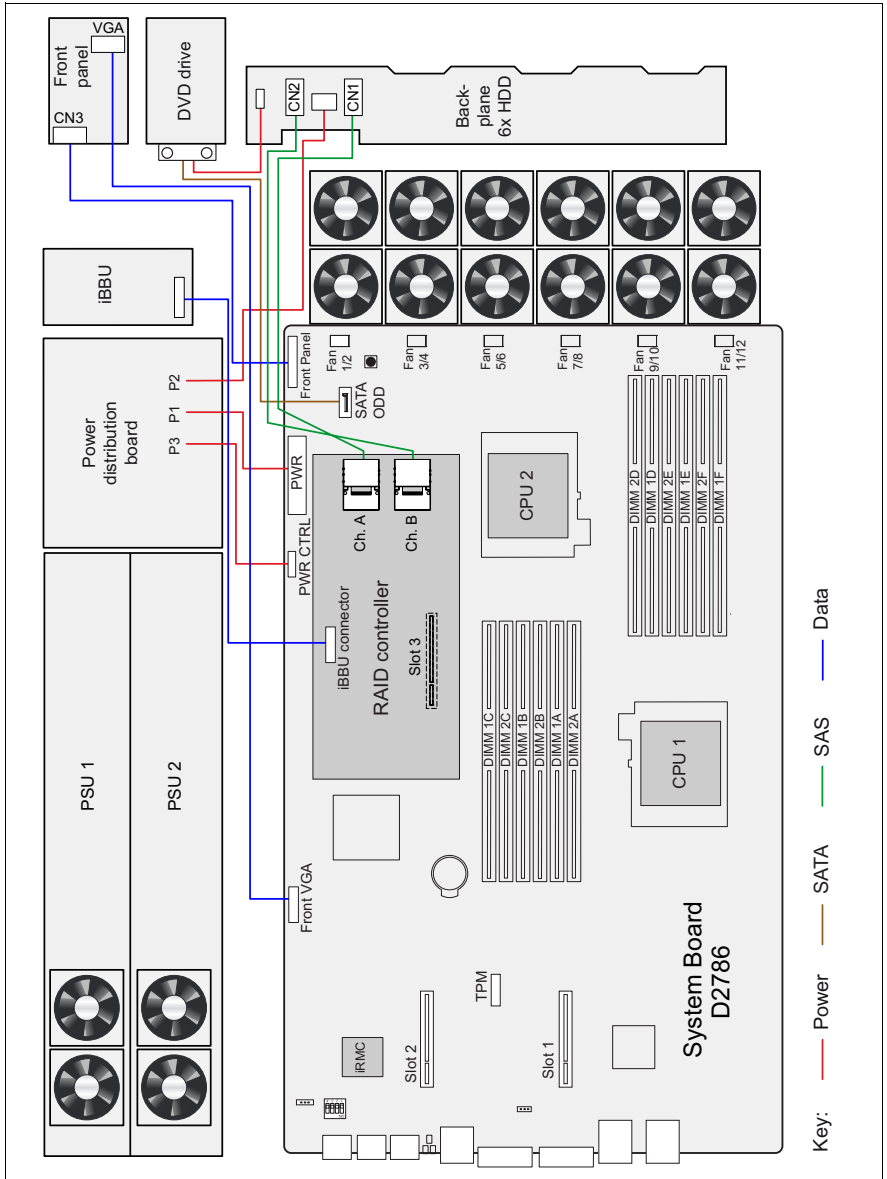 VGA
Front
panel
CN3
DVD drive
CN2
CN1
Back-
plane
6x HDD
iBBU
Power
distribution
board
P2
P1
P3
PSU 1
PSU 2
Front Panel
Fan
1/2
Fan
3/4
Fan
5/6
Fan
7/8
Fan
9/10
Fan
11/12
SATA
ODD
PWR
PWR CTRL
Ch. A
Ch. B
iBBU connector
RAID controller
Slot 3
CPU 2
DIMM 2D
DIMM 1D
DIMM 2E
DIMM 1E
DIMM 2F
DIMM 1F
DIMM 1C
DIMM 2C
DIMM 1B
DIMM 2B
DIMM 1A
DIMM 2A
CPU 1
Front VGA
TPM
iRMC
Slot 2
Slot 1
System Board
D2786
Key:
Power
SATA
SAS
Data